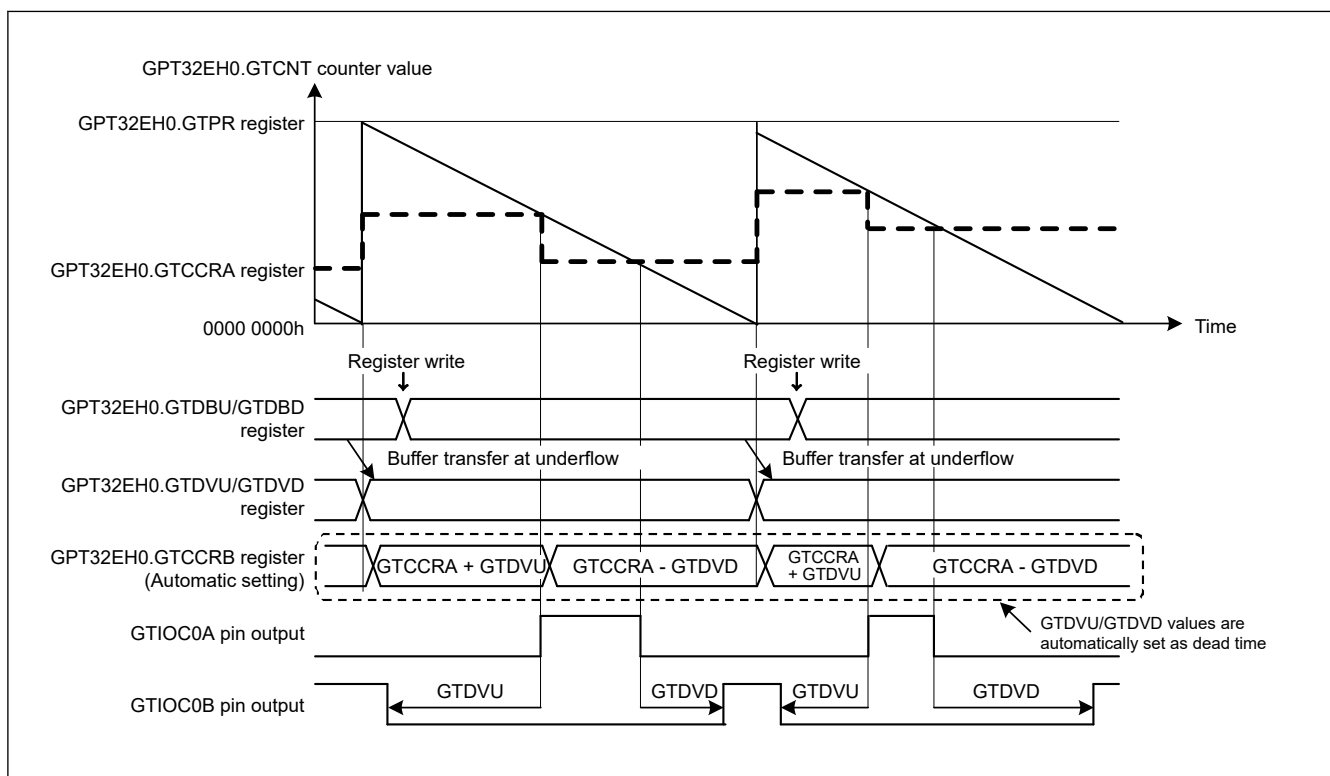 GPT32EH0.GTCNT counter value
GPT32EH0.GTPR register
GPT32EH0.GTCCRA register
0000 0000h
Time
Register write
Register write
GPT32EH0.GTDBU/GTDBD
register
Buffer transfer at underflow
Buffer transfer at underflow
GPT32EH0.GTDVU/GTDVD
register
GPT32EH0.GTCCRB register
(Automatic setting)
GTCCRA + GTDVU
GTCCRA - GTDVD
GTCCRA
+ GTDVU
GTCCRA - GTDVD
GTDVU/GTDVD values are
automatically set as dead time
GTIOC0A pin output
GTIOC0B pin output
GTDVU
GTDVD
GTDVU
GTDVD